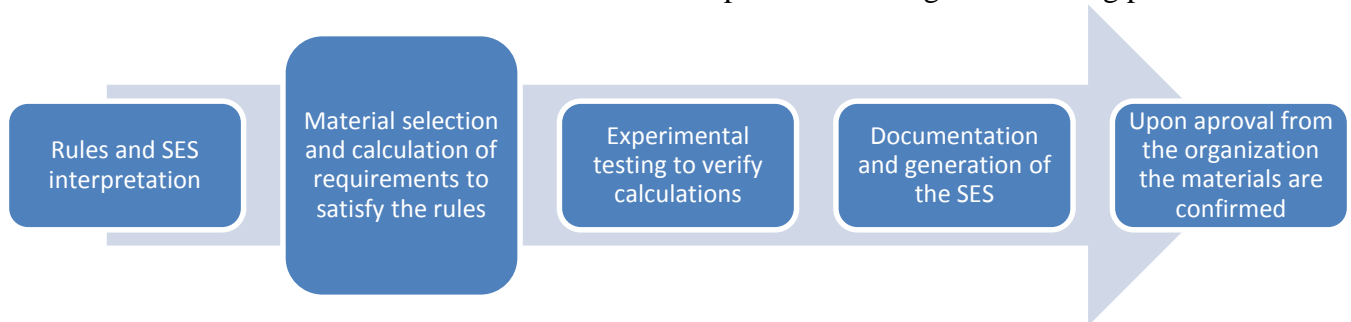 Rules and SES
interpretation
Material selection
and calculation of
requirements to
satisfy the rules
Experimental
testing to verify
calculations
Documentation
and generation of
the SES
Upon aproval from
the organization
the materials are
confirmed